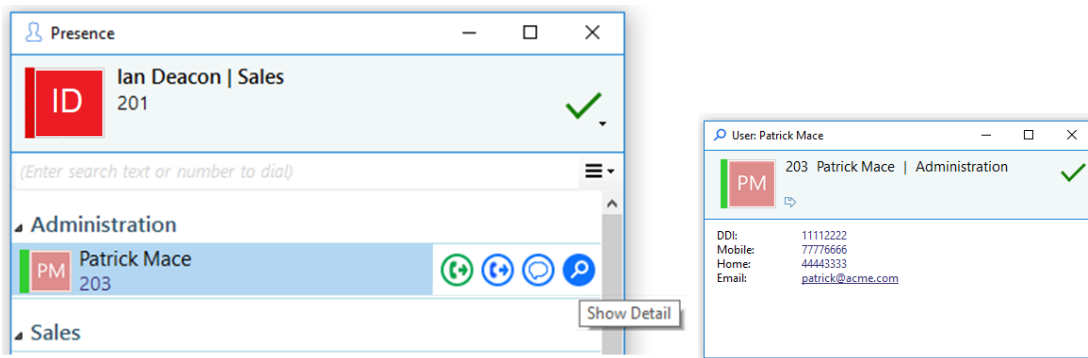 Presence
ID
Ian Deacon | Sales
201
(Enter search text or number to dial)
Administration
PM
Patrick Mace
203
Show Detail
Sales
User: Patrick Mace
PM
203 Patrick Mace | Administration
DDI: 11112222
Mobile: 77776666
Home: 44443333
Email: patrick@acme.com